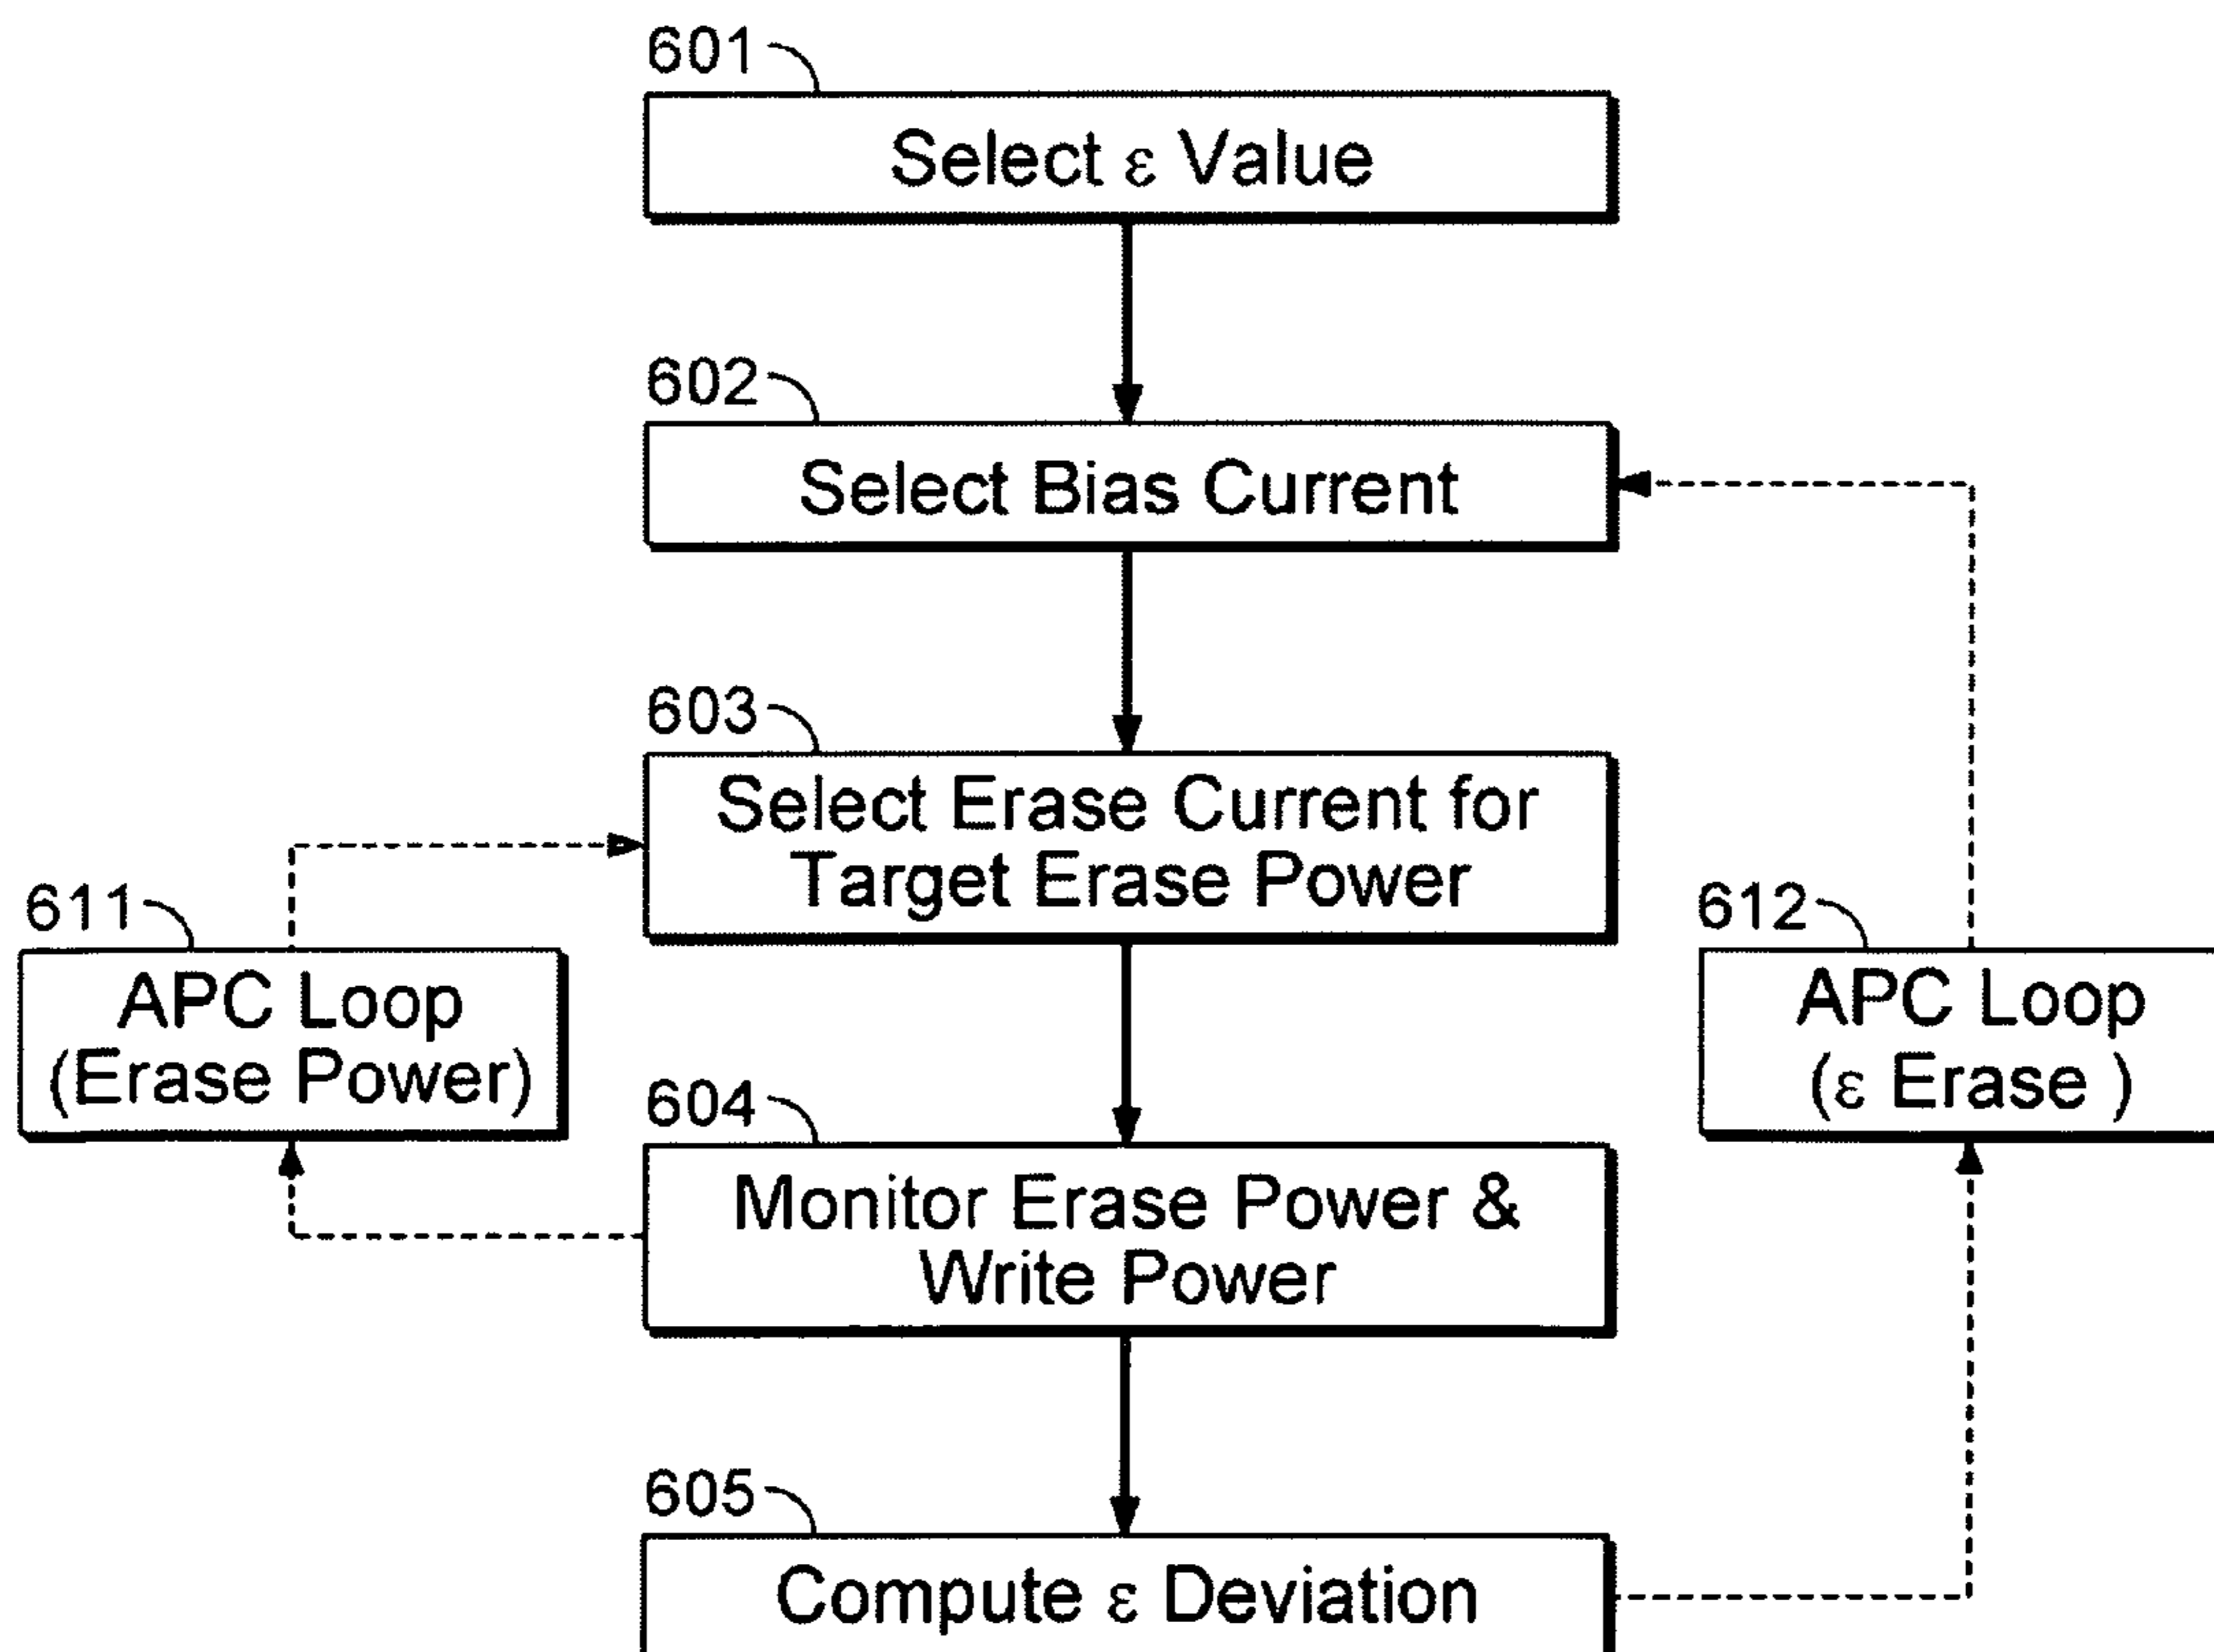 601
Select ε Value
602
Select Bias Current
603
Select Erase Current for
Target Erase Power
611
APC Loop
(Erase Power)
612
APC Loop
(ε Erase )
604
Monitor Erase Power &
Write Power
605
Compute ε Deviation